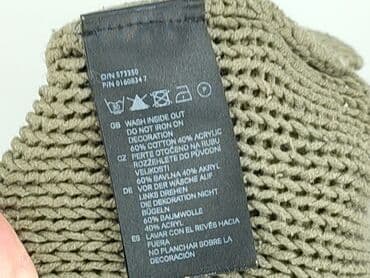 O/N 573350
P/N 0160834 7
GB WASH INSIDE OUT
DO NOT IRON ON
DECORATION
60% COTTON 40% ACRYLIC
CZ PERTE OTOČENO NA RUBU
ROZŽEHLETE DO PŮVODNÍ
VELIKOSTI
60% BAVLNA 40% AKRYL
DE VOR DER WÄSCHE AUF
LINKS DREHEN
DIE DEKORATION NICHT
BÜGELN
60% BAUMWOLLE
40% ACRYL
ES LAVAR CON EL REVÉS HACIA
FUERA
NO PLANCHAR SOBRE LA
DECORACIÓN